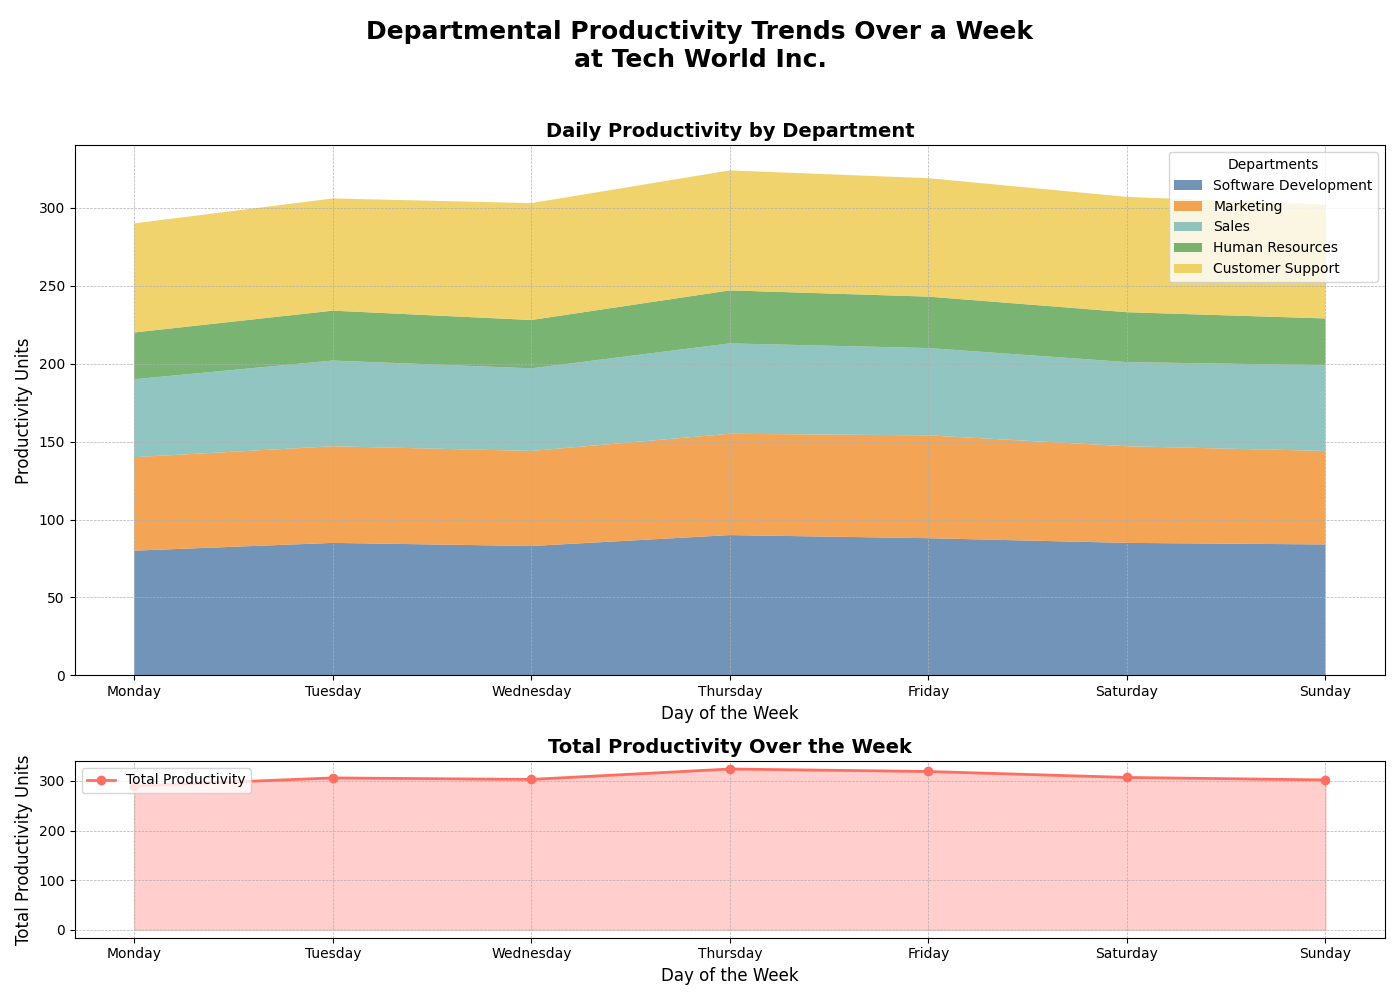 Departmental Productivity Trends Over a Week
at Tech World Inc.
Daily Productivity by Department
Departments
Software Development
Marketing
Sales
Human Resources
Customer Support
Productivity Units
300
250
200
150
100
50
0
Monday Tuesday Wednesday Thursday Friday Saturday Sunday
Day of the Week
Total Productivity Over the Week
Total Productivity
Total Productivity Units
300
200
100
0
Monday Tuesday Wednesday Thursday Friday Saturday Sunday
Day of the Week